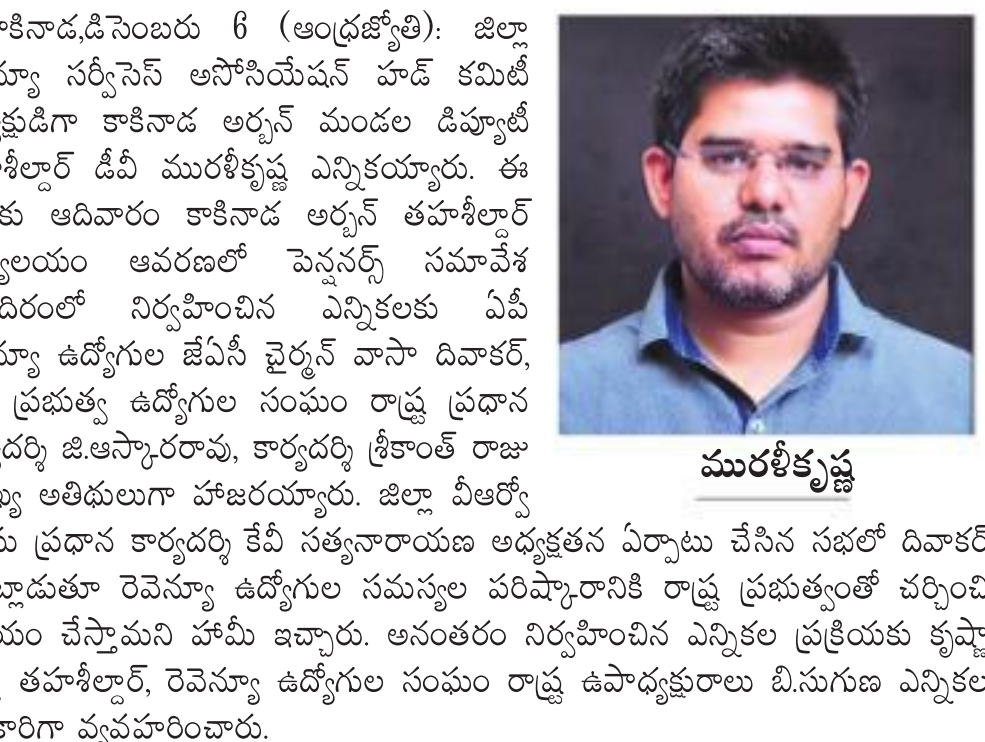 కినాడ,డిసెంబరు 6 (ఆంధ్రజ్యోతి): జిల్లా
సర్వీసెస్ అసోసియేషన్ హడ్ కమిటీ
కాకినాడ అర్బన్ మండల డిప్యూటీ
డీవీ మురళీకృష్ణ ఎన్నికయ్యారు. ఈ
కు ఆదివారం కాకినాడ అర్బన్ తహశీల్దార్
ఆవరణలో పెన్షనర్స్ సమావేశ
దిరంలో నిర్వహించిన ఎన్నికలకు ఏపీ
ఉద్యోగుల జేఏసీ చైర్మన్ వాసా దివాకర్,
ప్రభుత్వ ఉద్యోగుల సంఘం రాష్ట్ర ప్రధాన
దర్శి జి.ఆస్కారరావు, కార్యదర్శి శ్రీకాంత్ రాజు
అతిథులుగా హాజరయ్యారు. జిల్లా వీఆర్వో
మురళీకృష్ణ
ప్రధాన కార్యదర్శి కేవీ సత్యనారాయణ అధ్యక్షతన ఏర్పాటు చేసిన సభలో దివాకర్
రెవెన్యూ ఉద్యోగుల సమస్యల పరిష్కారానికి రాష్ట్ర ప్రభుత్వంతో చర్చించి
యం చేస్తామని హామీ ఇచ్చారు. అనంతరం నిర్వహించిన ఎన్నికల ప్రక్రియకు కృష్ణా
తహశీల్దార్, రెవెన్యూ ఉద్యోగుల సంఘం రాష్ట్ర ఉపాధ్యక్షురాలు బి.సుగుణ ఎన్నికల
కారిగా వ్యవహరించారు.